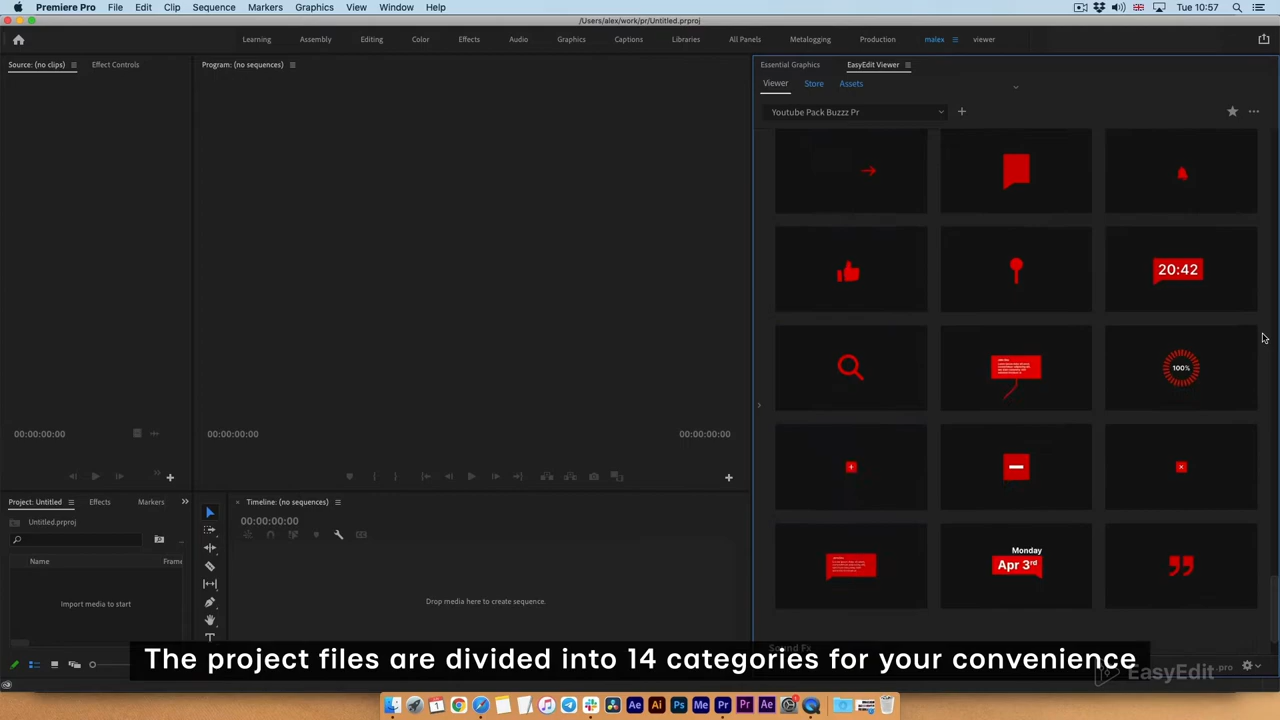 Premiere Pro File Edit Clip Sequence Markers Graphics View Window Help Tue 10:57
/Users/alex/work/pr/Untitled.prproj
Learning Assembly Editing Color Effects Audio Graphics Captions Libraries All Panels Metalogging Production malex viewer
Source: (no clips) Effect Controls Program: (no sequences) Essential Graphics EasyEdit Viewer
Viewer Store Assets
Youtube Pack Buzzz Pr
20:42
100%
00:00:00:00 00:00:00:00 00:00:00:00
Project: Untitled Effects Markers Timeline: (no sequences)
Untitled.prproj 00:00:00:00
Name Frame
Import media to start Drop media here to create sequence.
Monday
Apr 3rd
Sound Fx
The project files are divided into 14 categories for your convenience
EasyEdit.pro